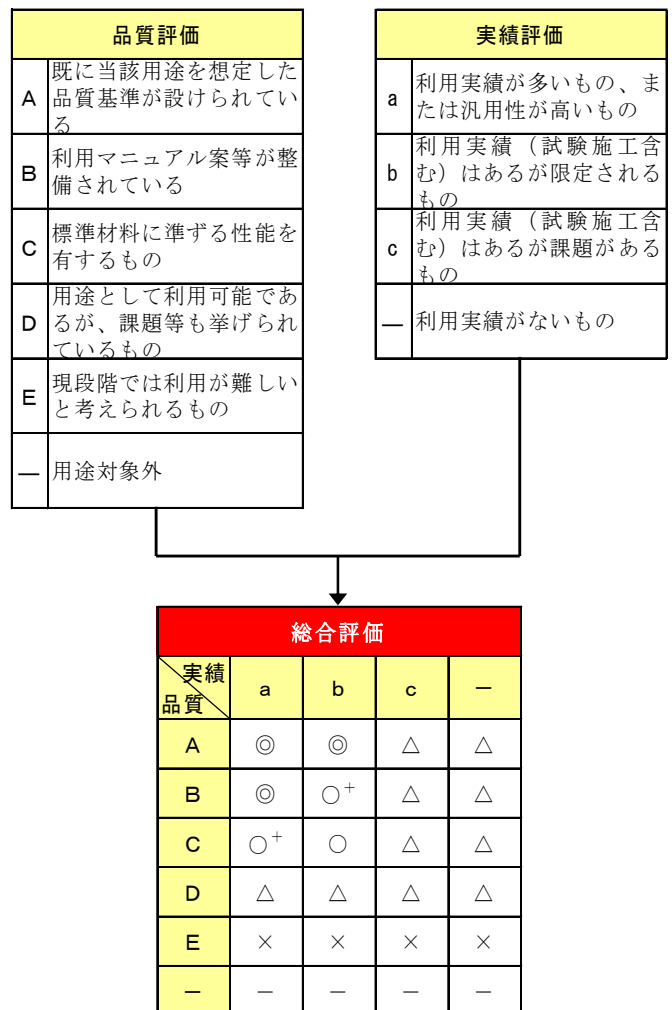 品質評価
A
既に当該用途を想定した
品質基準が設けられてい
る
B
利用マニュアル案等が整
備されている
C
標準材料に準ずる性能を
有するもの
D
用途として利用可能であ
るが、課題等も挙げられ
ているもの
E
現段階では利用が難しい
と考えられるもの
―
用途対象外
実績評価
a
利用実績が多いもの、ま
たは汎用性が高いもの
b
利用実績（試験施工含
む）はあるが限定される
もの
c
利用実績（試験施工含
む）はあるが課題がある
もの
―
利用実績がないもの
総合評価
実績
品質
a b c ―
A ◎ ◎ △ △
B ◎ ○+ △ △
C ○+ ○ △ △
D △ △ △ △
E × × × ×
― － － － －